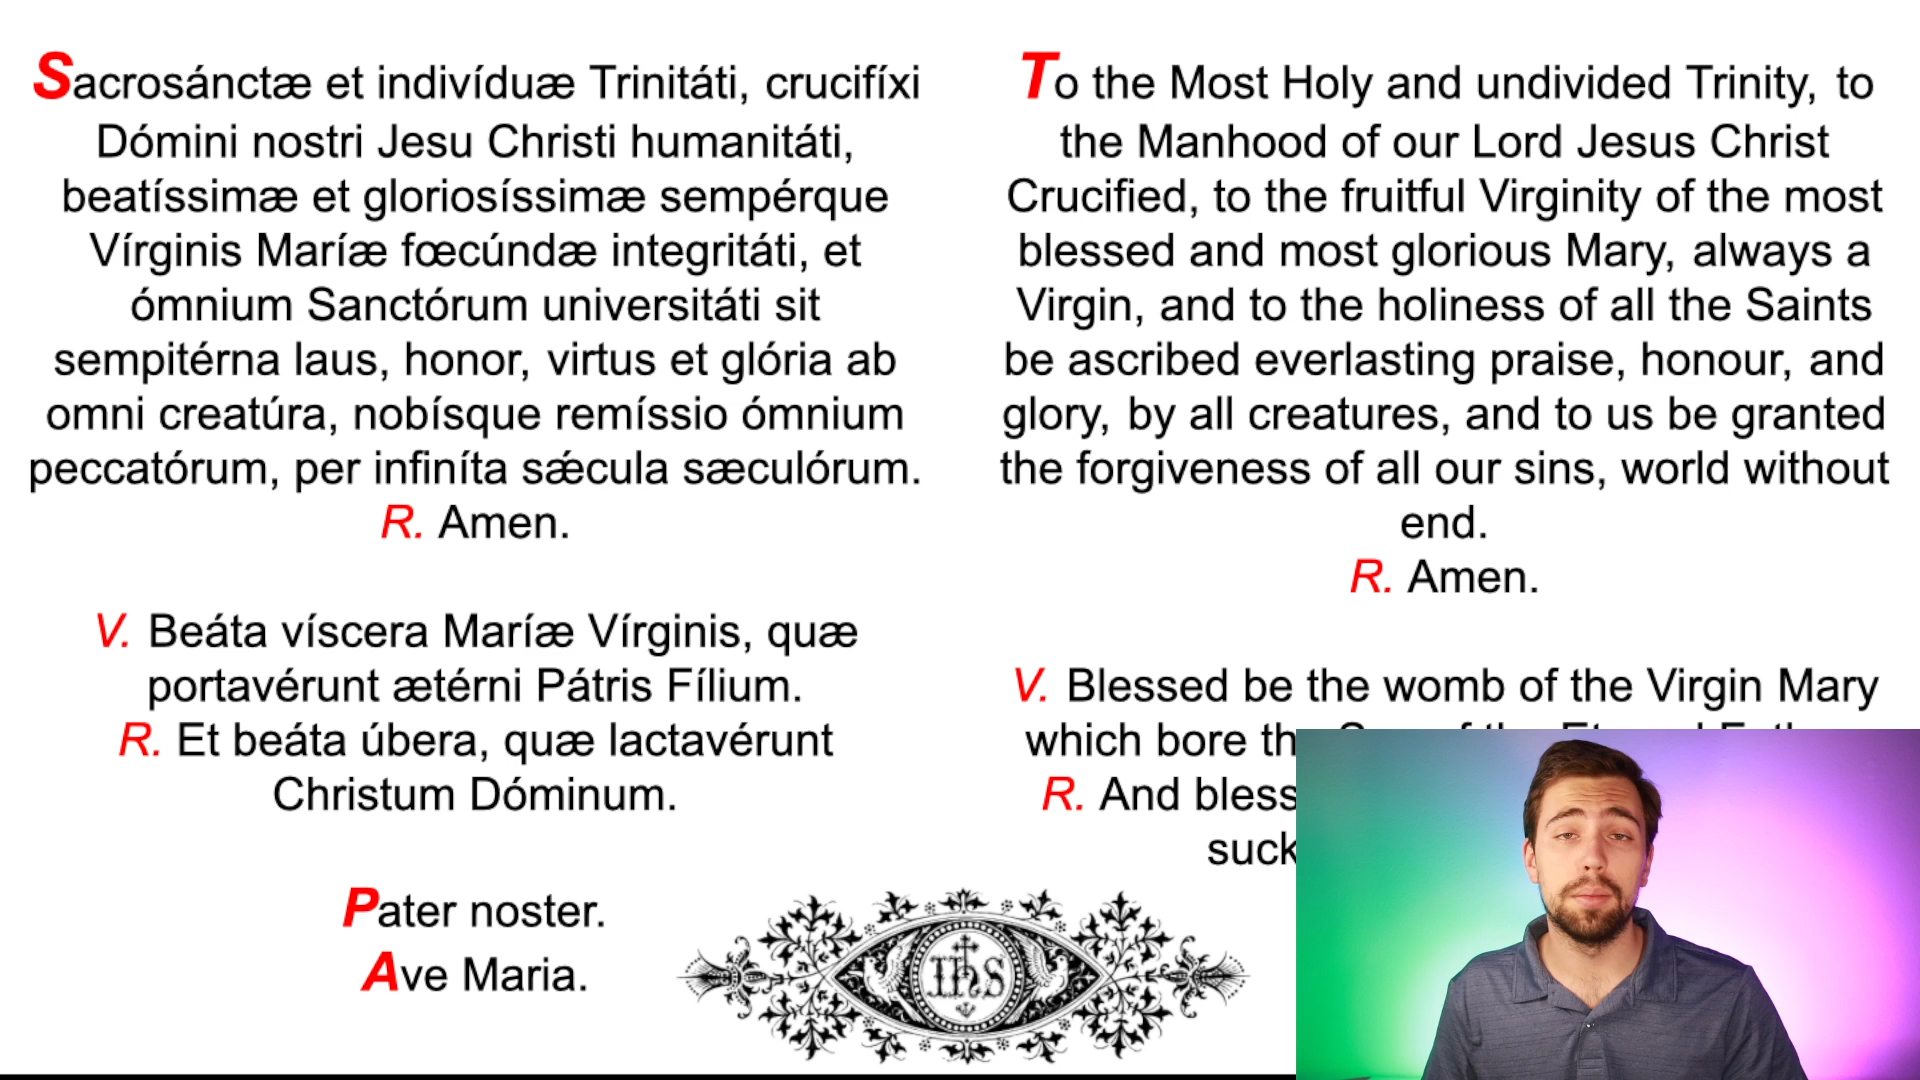 Sacrosánctæ et indivíduæ Trinitáti, crucifíxi
Dómini nostri Jesu Christi humanitáti,
beatíssimæ et gloriosíssimæ sempérque
Vírginis Maríæ fœcúndæ integritáti, et
ómnium Sanctórum universitáti sit
sempitérna laus, honor, virtus et glória ab
omni creatúra, nobísque remíssio ómnium
peccatórum, per infiníta sǽcula sæculórum.
R. Amen.
V. Beáta víscera Maríæ Vírginis, quæ
portavérunt ætérni Pátris Fílium.
R. Et beáta úbera, quæ lactavérunt
Christum Dóminum.
Pater noster.
Ave Maria.
To the Most Holy and undivided Trinity, to
the Manhood of our Lord Jesus Christ
Crucified, to the fruitful Virginity of the most
blessed and most glorious Mary, always a
Virgin, and to the holiness of all the Saints
be ascribed everlasting praise, honour, and
glory, by all creatures, and to us be granted
the forgiveness of all our sins, world without
end.
R. Amen.
V. Blessed be the womb of the Virgin Mary
which bore
R. And
IHS